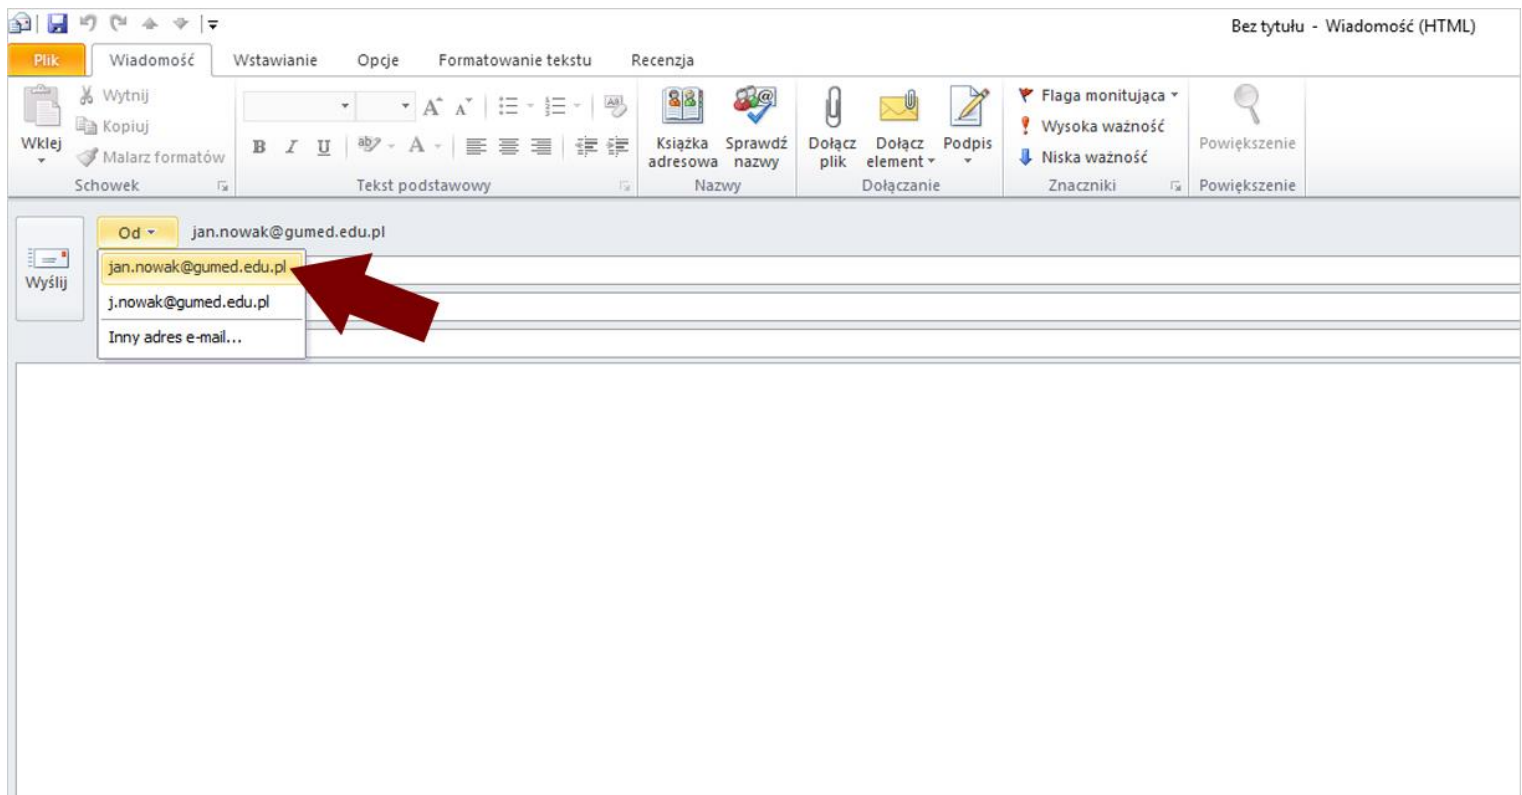 Bez tytułu - Wiadomość (HTML)
Plik Wiadomość Wstawianie Opcje Formatowanie tekstu Recenzja
Wklej
Wytnij
Kopiuj
Malarz formatów
Schowek
B I U
Tekst podstawowy
Książka adresowa
Sprawdź nazwy
Nazwy
Dołącz plik
Dołącz element
Podpis
Dołączanie
Flaga monitująca
Wysoka ważność
Niska ważność
Znaczniki
Powiększenie
Powiększenie
Wyślij
Od jan.nowak@gumed.edu.pl
jan.nowak@gumed.edu.pl
j.nowak@gumed.edu.pl
Inny adres e-mail...